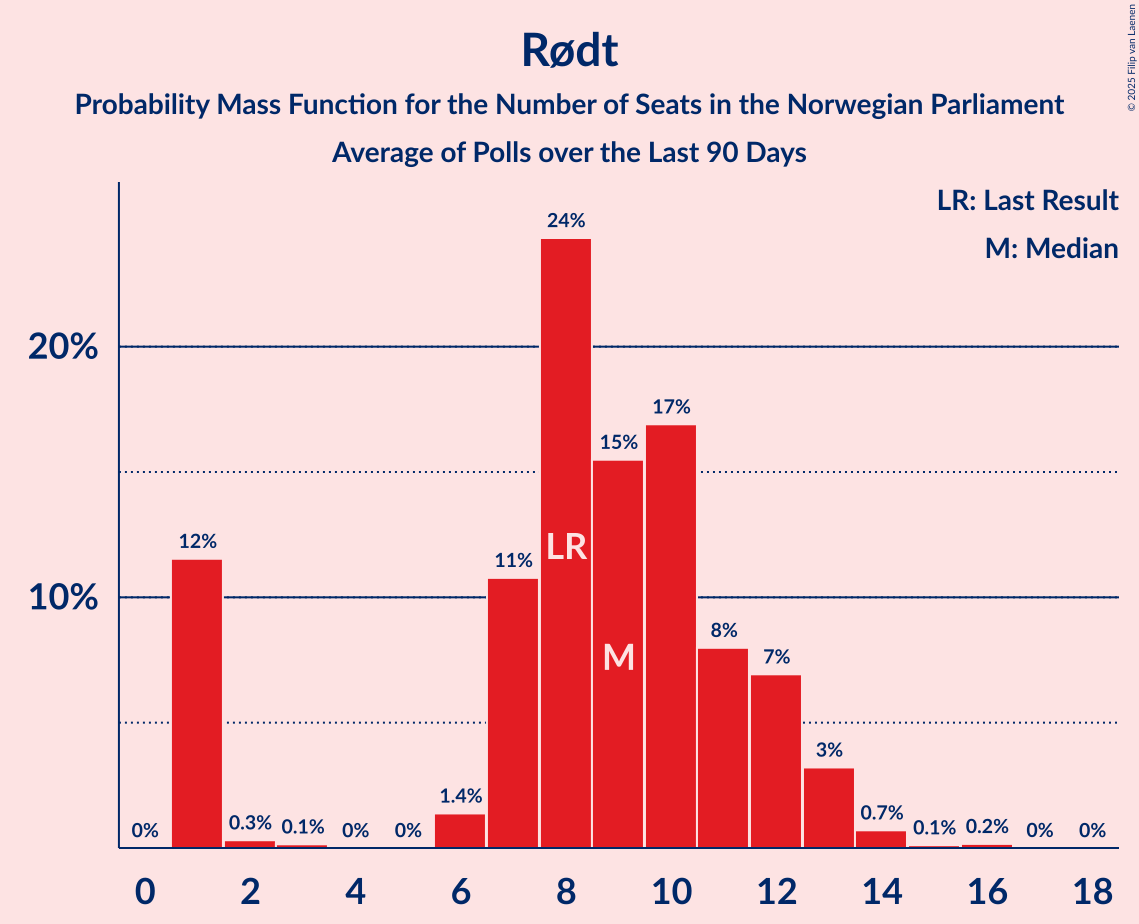 Rødt
Probability Mass Function for the Number of Seats in the Norwegian Parliament
Average of Polls over the Last 90 Days
© 2025 Filip van Laenen
LR: Last Result
M: Median
20%
10%
0%
12%
0.3%
0.1%
0%
0%
1.4%
11%
24%
15%
17%
8%
7%
3%
0.7%
0.1%
0.2%
0%
0%
LR
M
0 2 4 6 8 10 12 14 16 18